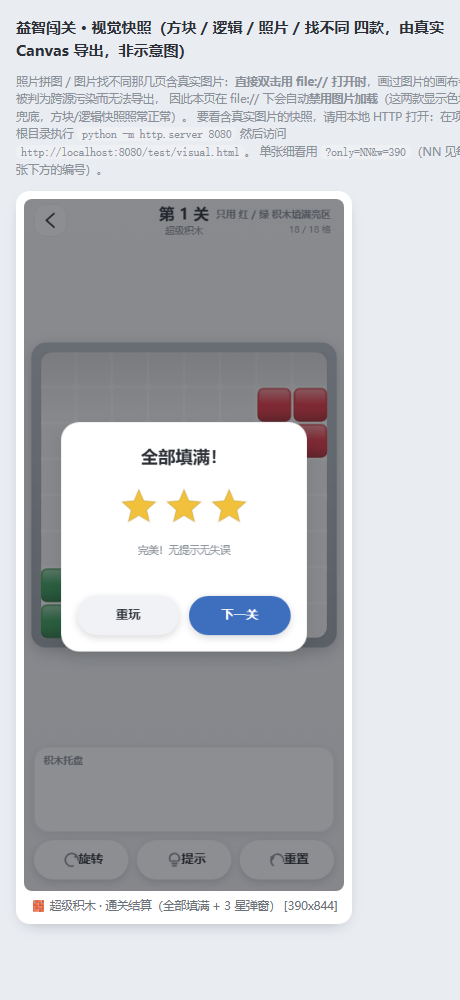 益智闯关 · 视觉快照（方块 / 逻辑 / 照片 / 找不同 四款，由真实
Canvas 导出，非示意图)
照片拼图 / 图片找不同那几页含真实图片：直接双击用 file:// 打开时，画过图片的画布
被判为跨源污染而无法导出， 因此本页在 file:// 下会自动禁用图片加载（这两款显示色
兜底，方块/逻辑快照照常正常）。 要看含真实图片的快照，请用本地 HTTP 打开：在项
根目录执行 python -m http.server 8080 然后访问
http://localhost:8080/test/visual.html 。 单张细看用 ?only=NN&w=390 （NN 见每
张下方的编号）。
第 1 关
只用 红 / 绿 积木填满亮区
超级积木
18 / 18 格
全部填满！
完美！无提示无失误
重玩
下一关
积木托盘
旋转
提示
重置
超级积木 · 通关结算（全部填满 + 3 星弹窗） [390x844]